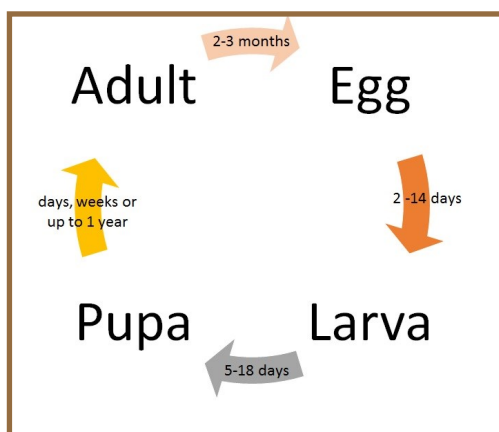 2-3 months
Adult
Egg
days, weeks or
up to 1 year
2 -14 days
Pupa
Larva
5-18 days